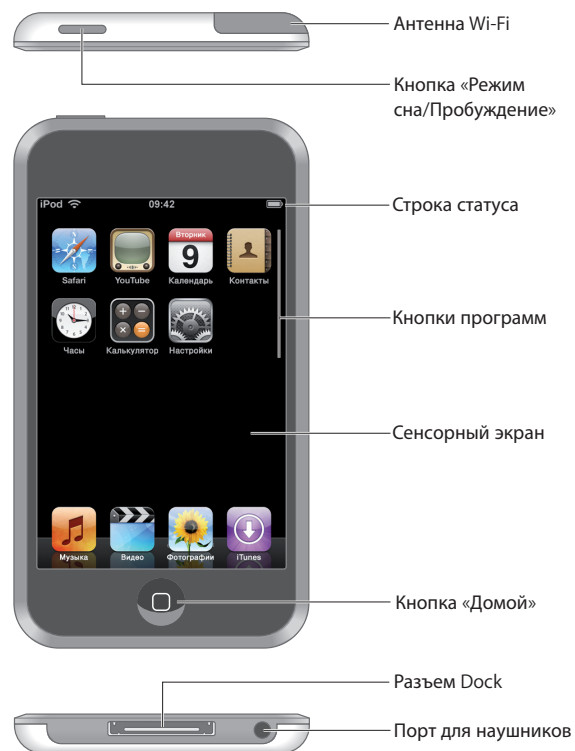 Антенна Wi-Fi
Кнопка «Режим
сна/Пробуждение»
iPod 09:42
Строка статуса
Вторник
9
Safari YouTube Календарь Контакты
Кнопки программ
Часы Калькулятор Настройки
Сенсорный экран
Музыка Видео Фотографии iTunes
Кнопка «Домой»
Разъем Dock
Порт для наушников